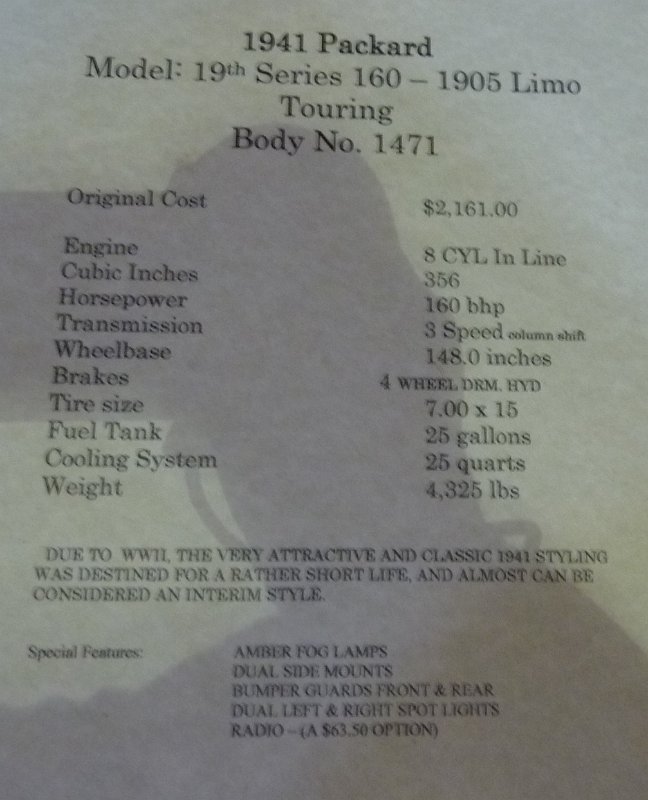 1941 Packard
Model: 19th Series 160 – 1905 Limo
Touring
Body No. 1471
Original Cost $2,161.00
Engine 8 CYL In Line
Cubic Inches 356
Horsepower 160 bhp
Transmission 3 Speed column shift
Wheelbase 148.0 inches
Brakes 4 WHEEL DRM. HYD
Tire size 7.00 x 15
Fuel Tank 25 gallons
Cooling System 25 quarts
Weight 4,325 lbs
DUE TO WWII, THE VERY ATTRACTIVE AND CLASSIC 1941 STYLING
WAS DESTINED FOR A RATHER SHORT LIFE, AND ALMOST CAN BE
CONSIDERED AN INTERIM STYLE.
Special Features: AMBER FOG LAMPS
DUAL SIDE MOUNTS
BUMPER GUARDS FRONT & REAR
DUAL LEFT & RIGHT SPOT LIGHTS
RADIO – (A $63.50 OPTION)